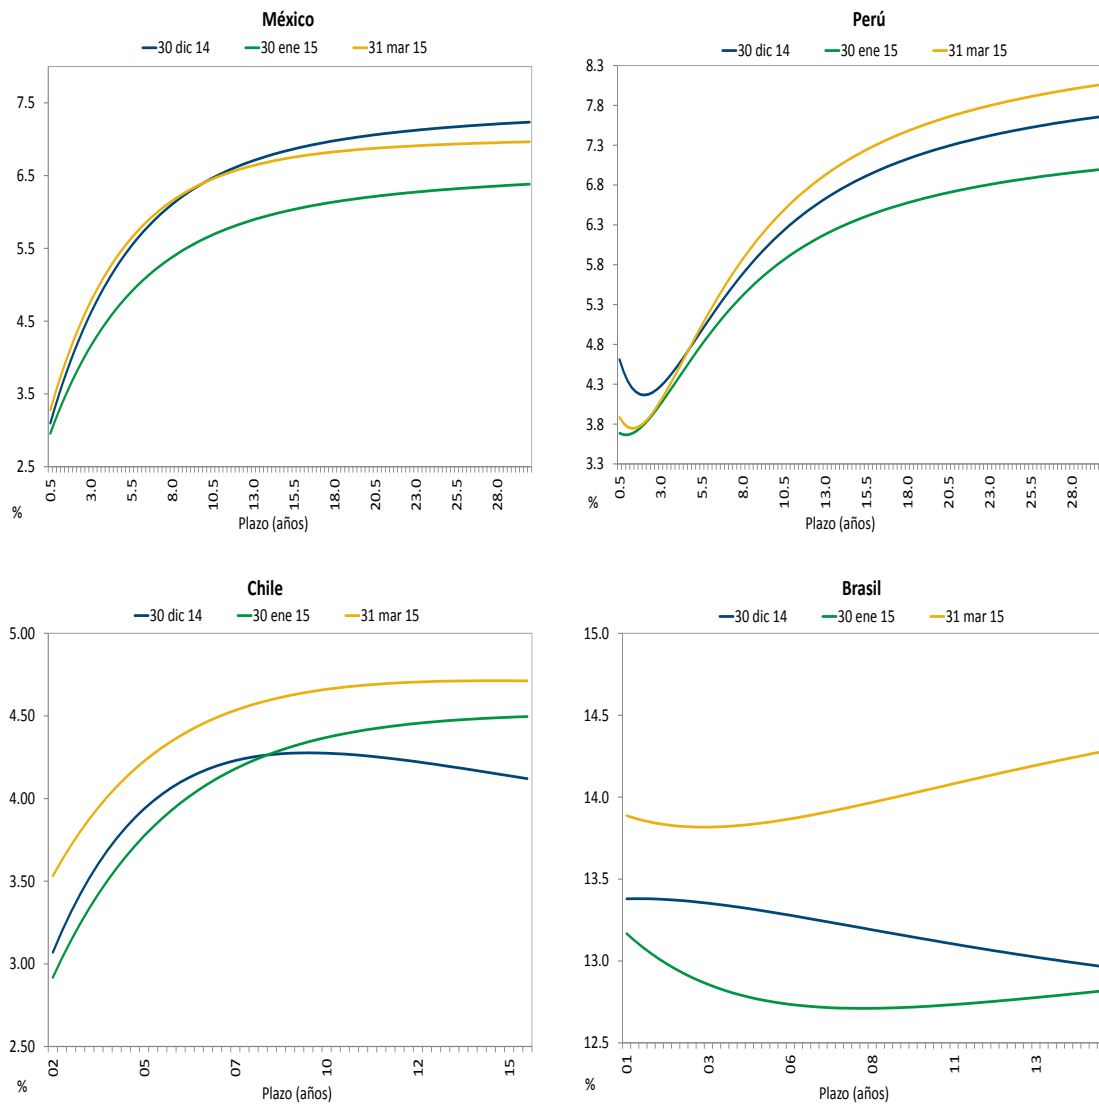 México
30 dic 14 30 ene 15 31 mar 15
7.5
6.5
5.5
4.5
3.5
2.5
0.5 3.0 5.5 8.0 10.5 13.0 15.5 18.0 20.5 23.0 25.5 28.0
%
Plazo (años)
Perú
30 dic 14 30 ene 15 31 mar 15
8.3
7.8
7.3
6.8
6.3
5.8
5.3
4.8
4.3
3.8
3.3
0.5 3.0 5.5 8.0 10.5 13.0 15.5 18.0 20.5 23.0 25.5 28.0
%
Plazo (años)
Chile
30 dic 14 30 ene 15 31 mar 15
5.00
4.50
4.00
3.50
3.00
2.50
02 05 07 10 12 15
%
Plazo (años)
Brasil
30 dic 14 30 ene 15 31 mar 15
15.0
14.5
14.0
13.5
13.0
12.5
01 03 06 08 11 13
%
Plazo (años)